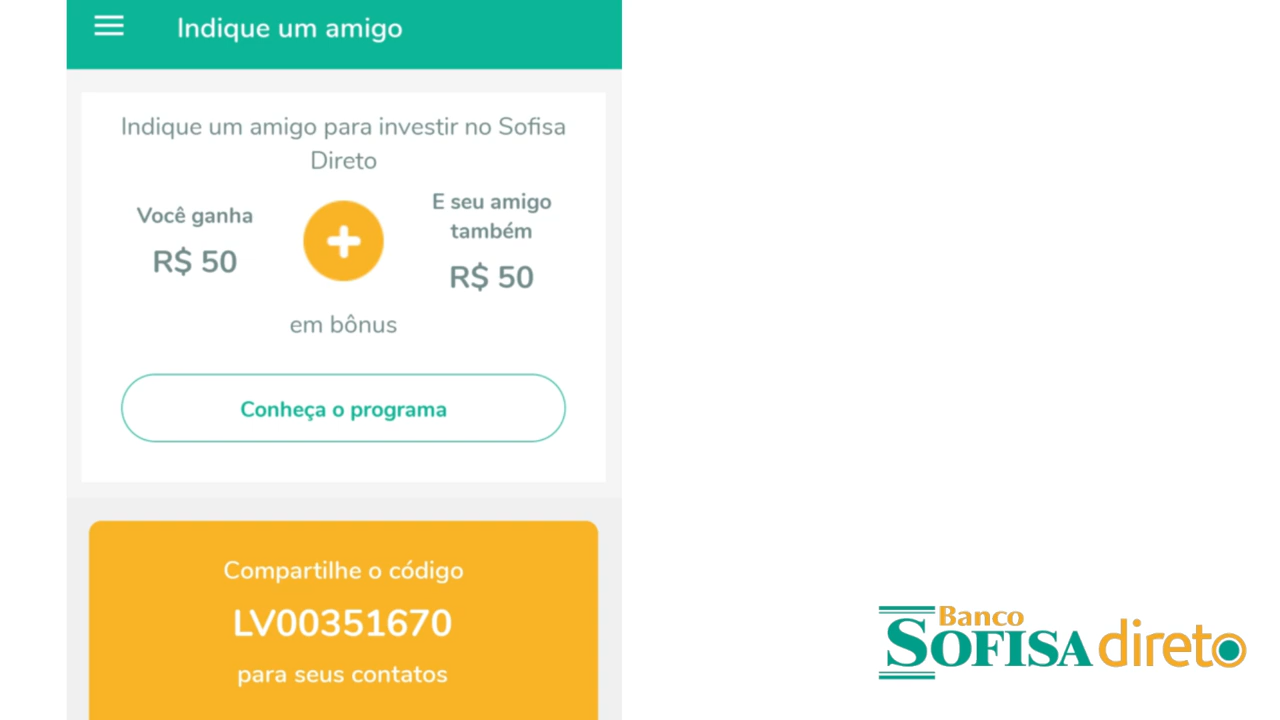 Indique um amigo
Indique um amigo para investir no Sofisa
Direto
Você ganha
R$ 50
E seu amigo
também
R$ 50
em bônus
Conheça o programa
Compartilhe o código
LV00351670
para seus contatos
Banco
SOFISA direto